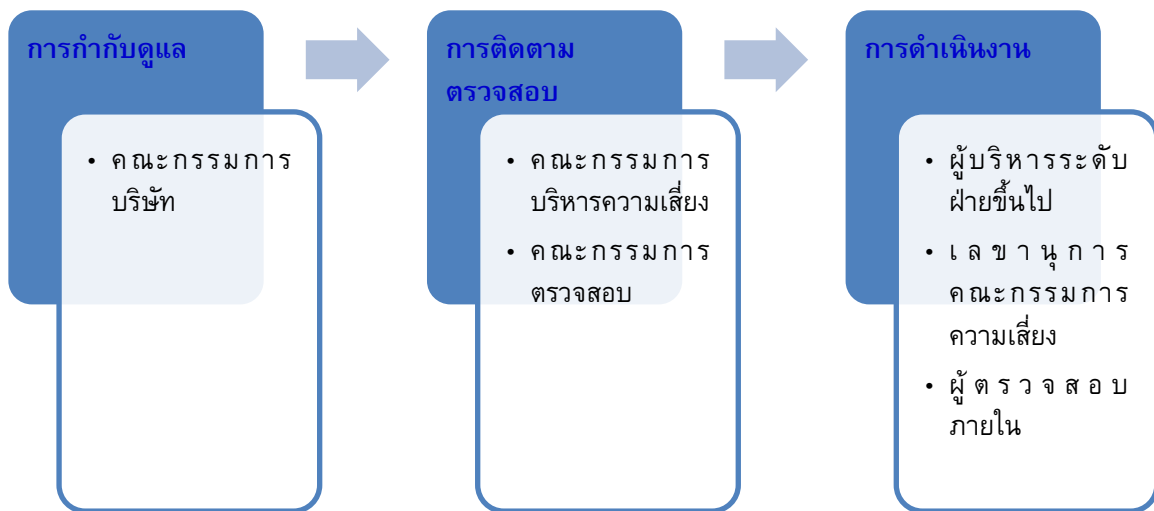 การกำกับดูแล
• คณะกรรมการ
บริษัท
การติดตาม
ตรวจสอบ
• คณะกรรมการ
บริหารความเสี่ยง
• คณะกรรมการ
ตรวจสอบ
การดำเนินงาน
• ผู้บริหารระดับ
ฝ่ายขึ้นไป
• เลขานุการ
คณะกรรมการ
ความเสี่ยง
• ผู้ตรวจสอบ
ภายใน